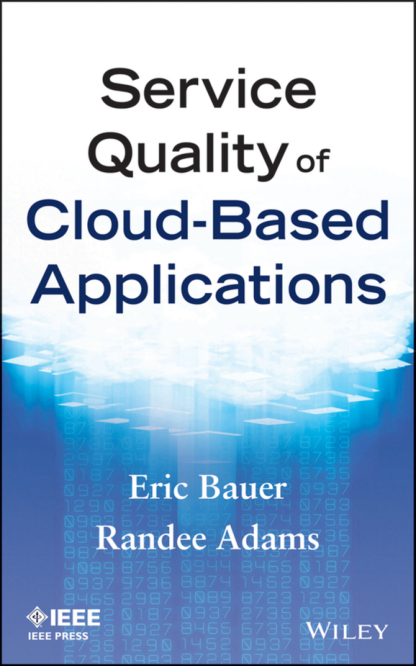 Service
Quality of
Cloud-Based
Applications
Eric Bauer
Randee Adams
IEEE
IEEE PRESS
WILEY